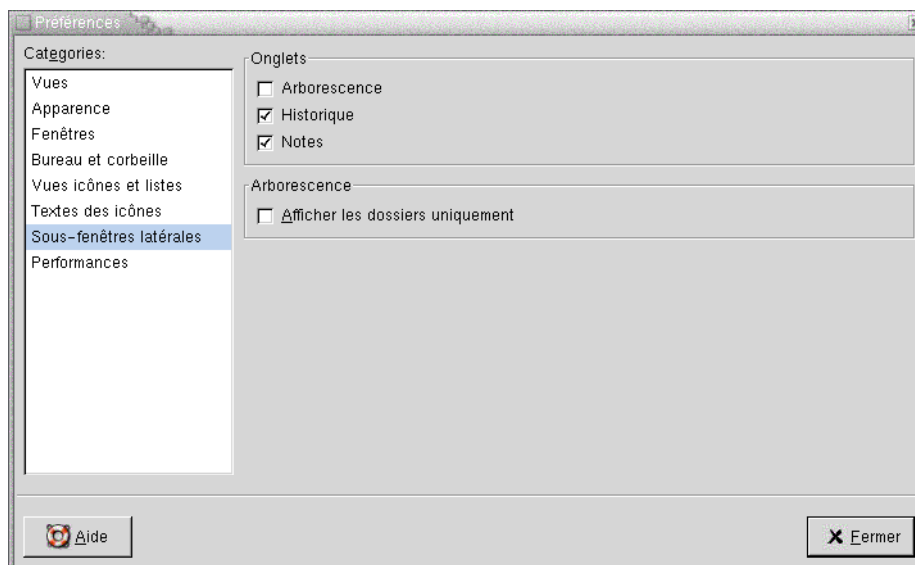 Préférences
Catégories:
Vues
Apparence
Fenêtres
Bureau et corbeille
Vues icônes et listes
Textes des icônes
Sous-fenêtres latérales
Performances
Onglets
Arborescence
Historique
Notes
Arborescence
Afficher les dossiers uniquement
Aide
Fermer